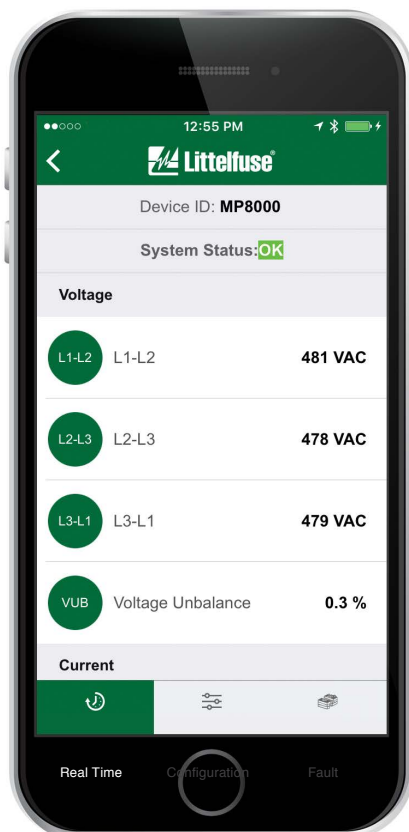 12:55 PM
Littelfuse®
Device ID: MP8000
System Status:OK
Voltage
L1-L2 L1-L2 481 VAC
L2-L3 L2-L3 478 VAC
L3-L1 L3-L1 479 VAC
VUB Voltage Unbalance 0.3 %
Current
Real Time Configuration Fault